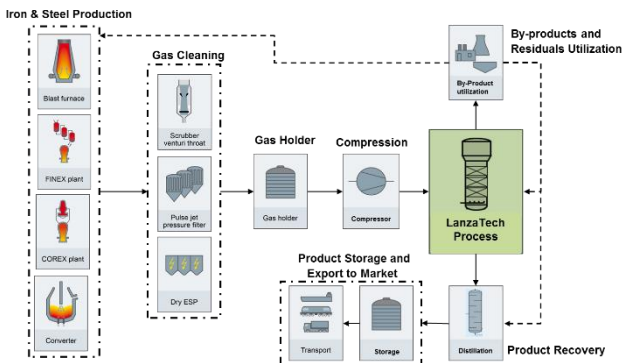 Iron & Steel Production
Blast furnace
FINEX plant
COREX plant
Converter
Gas Cleaning
Scrubber
venturi throat
Pulse jet
pressure filter
Dry ESP
Gas Holder
Gas holder
Compression
Compressor
By-products and
Residuals Utilization
By-Product
utilization
LanzaTech
Process
Product Storage and
Export to Market
Transport
Storage
Distillation
Product Recovery